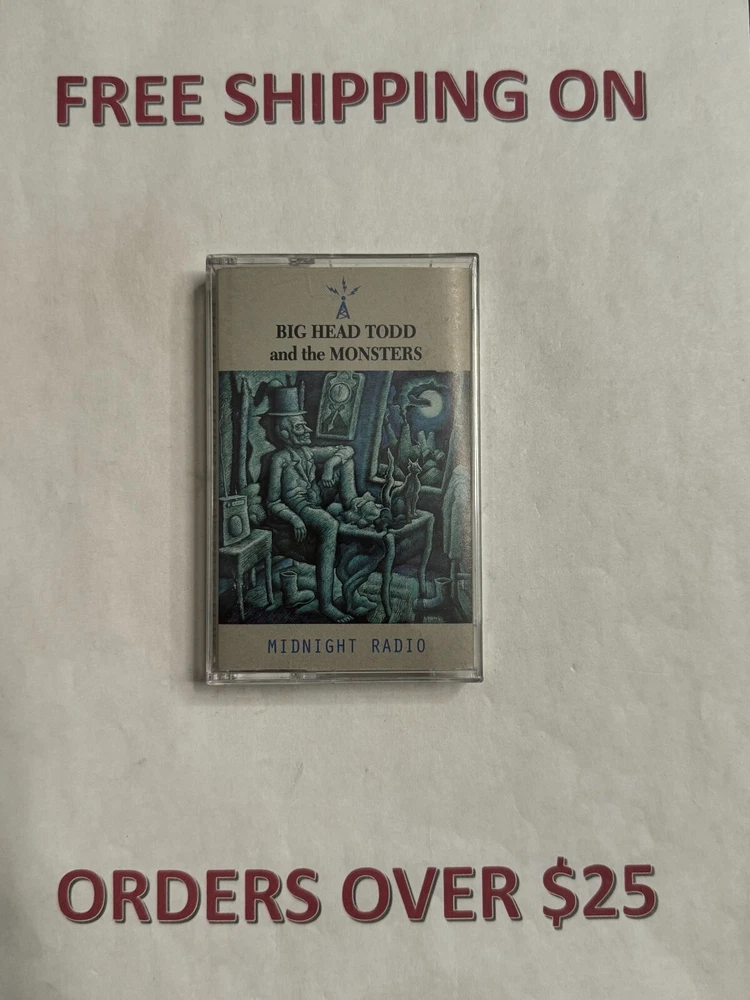 FREE SHIPPING ON
BIG HEAD TODD
and the MONSTERS
MIDNIGHT RADIO
ORDERS OVER $25